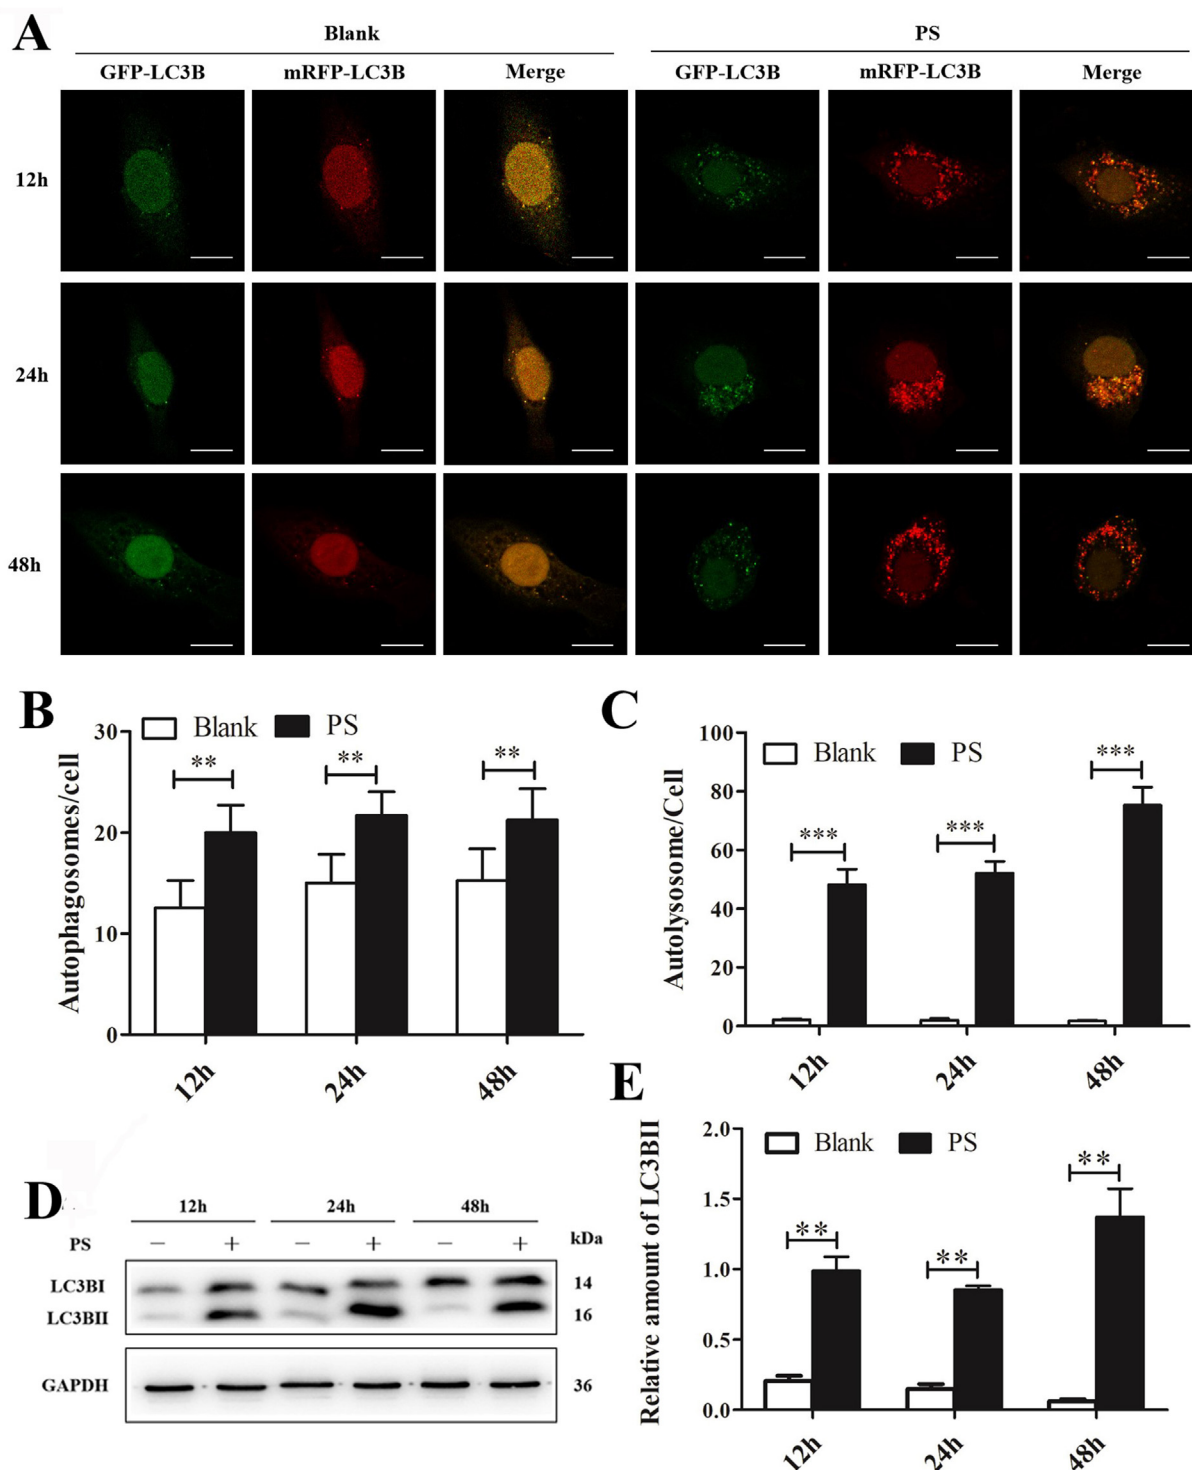 A
Blank PS
GFP-LC3B mRFP-LC3B Merge GFP-LC3B mRFP-LC3B Merge
12h
24h
48h
B
Blank PS
Autophagosomes/cell
30
20
10
0
** ** **
12h 24h 48h
C
Blank PS
Autolysosome/Cell
100
80
60
40
20
0
*** *** ***
12h 24h 48h
D
12h 24h 48h
PS − + − + − + kDa
LC3BI 14
LC3BII 16
GAPDH 36
E
Blank PS
Relative amount of LC3BII
2.0
1.5
1.0
0.5
0.0
** ** **
12h 24h 48h